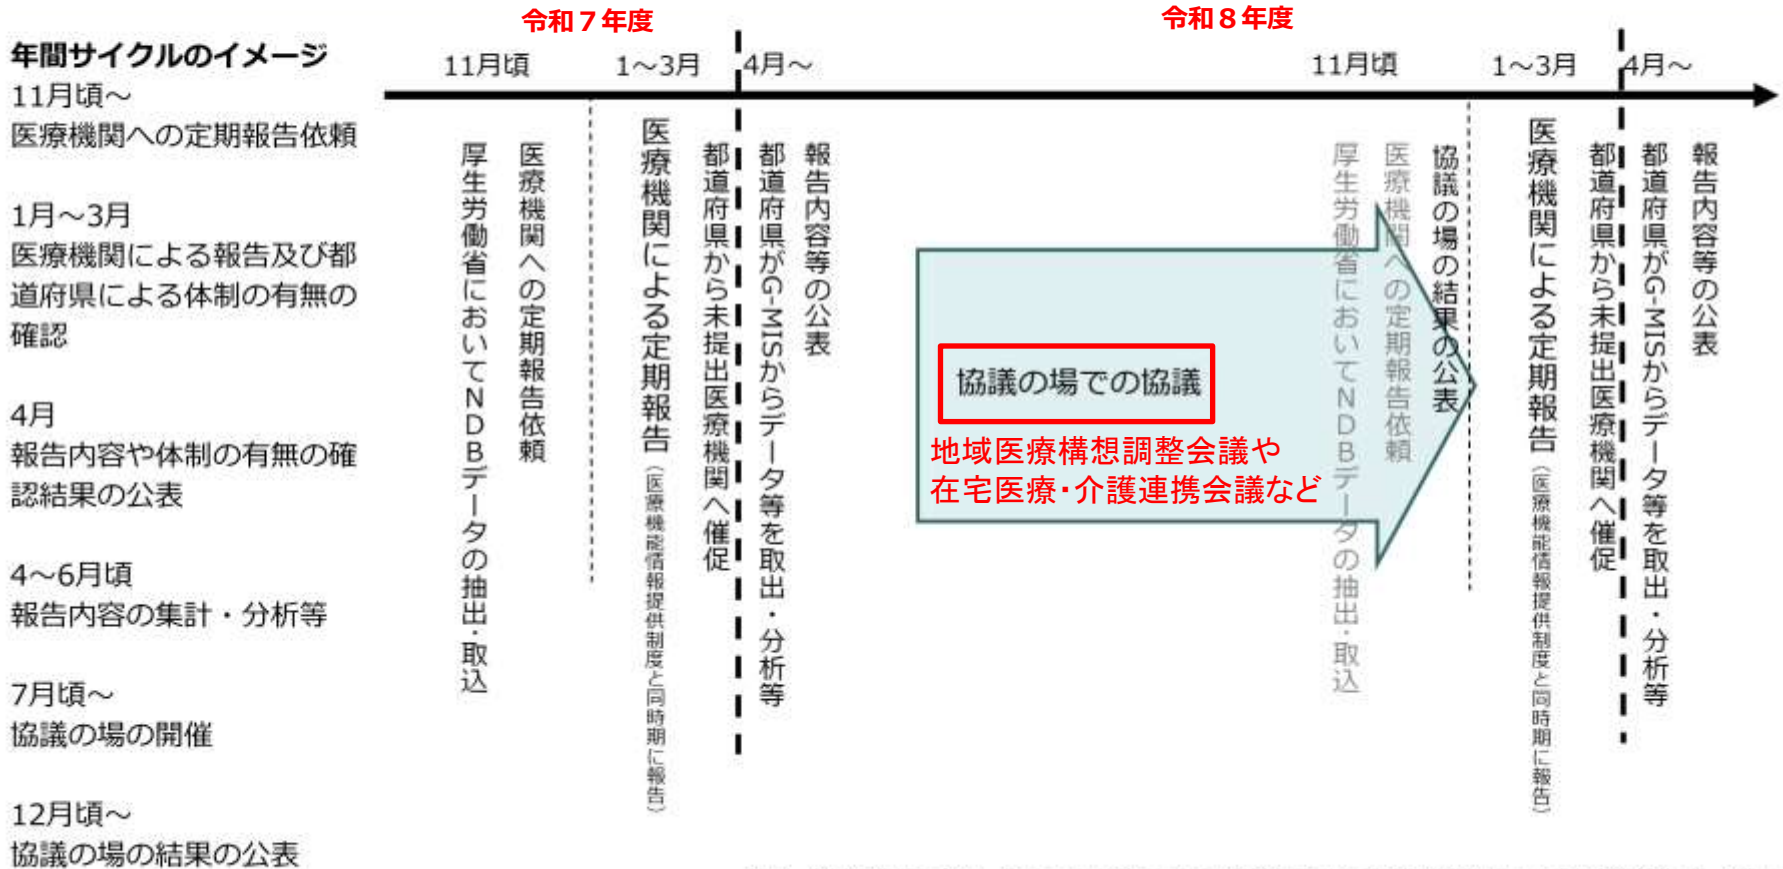 令和７年度
令和８年度
年間サイクルのイメージ
11月頃～
医療機関への定期報告依頼
1月～3月
医療機関による報告及び都
道府県による体制の有無の
確認
4月
報告内容や体制の有無の確
認結果の公表
4～6月頃
報告内容の集計・分析等
7月頃～
協議の場の開催
12月頃～
協議の場の結果の公表
11月頃
1～3月
4月～
11月頃
1～3月
4月～
厚生労働省においてNDBデータの抽出・取込
医療機関への定期報告依頼
医療機関による定期報告（医療機能情報提供制度と同時期に報告）
都道府県から未提出医療機関へ催促
都道府県がG-MISからデータ等を取出・分析等
報告内容等の公表
協議の場での協議
地域医療構想調整会議や
在宅医療・介護連携会議など
厚生労働省においてNDBデータの抽出・取込
医療機関への定期報告依頼
協議の場の結果の公表
医療機関による定期報告（医療機能情報提供制度と同時期に報告）
都道府県から未提出医療機関へ催促
都道府県がG-MISからデータ等を取出・分析等
報告内容等の公表